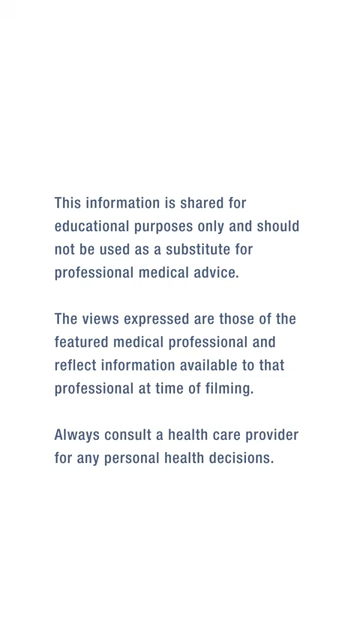 This information is shared for
educational purposes only and should
not be used as a substitute for
professional medical advice.
The views expressed are those of the
featured medical professional and
reflect information available to that
professional at time of filming.
Always consult a health care provider
for any personal health decisions.